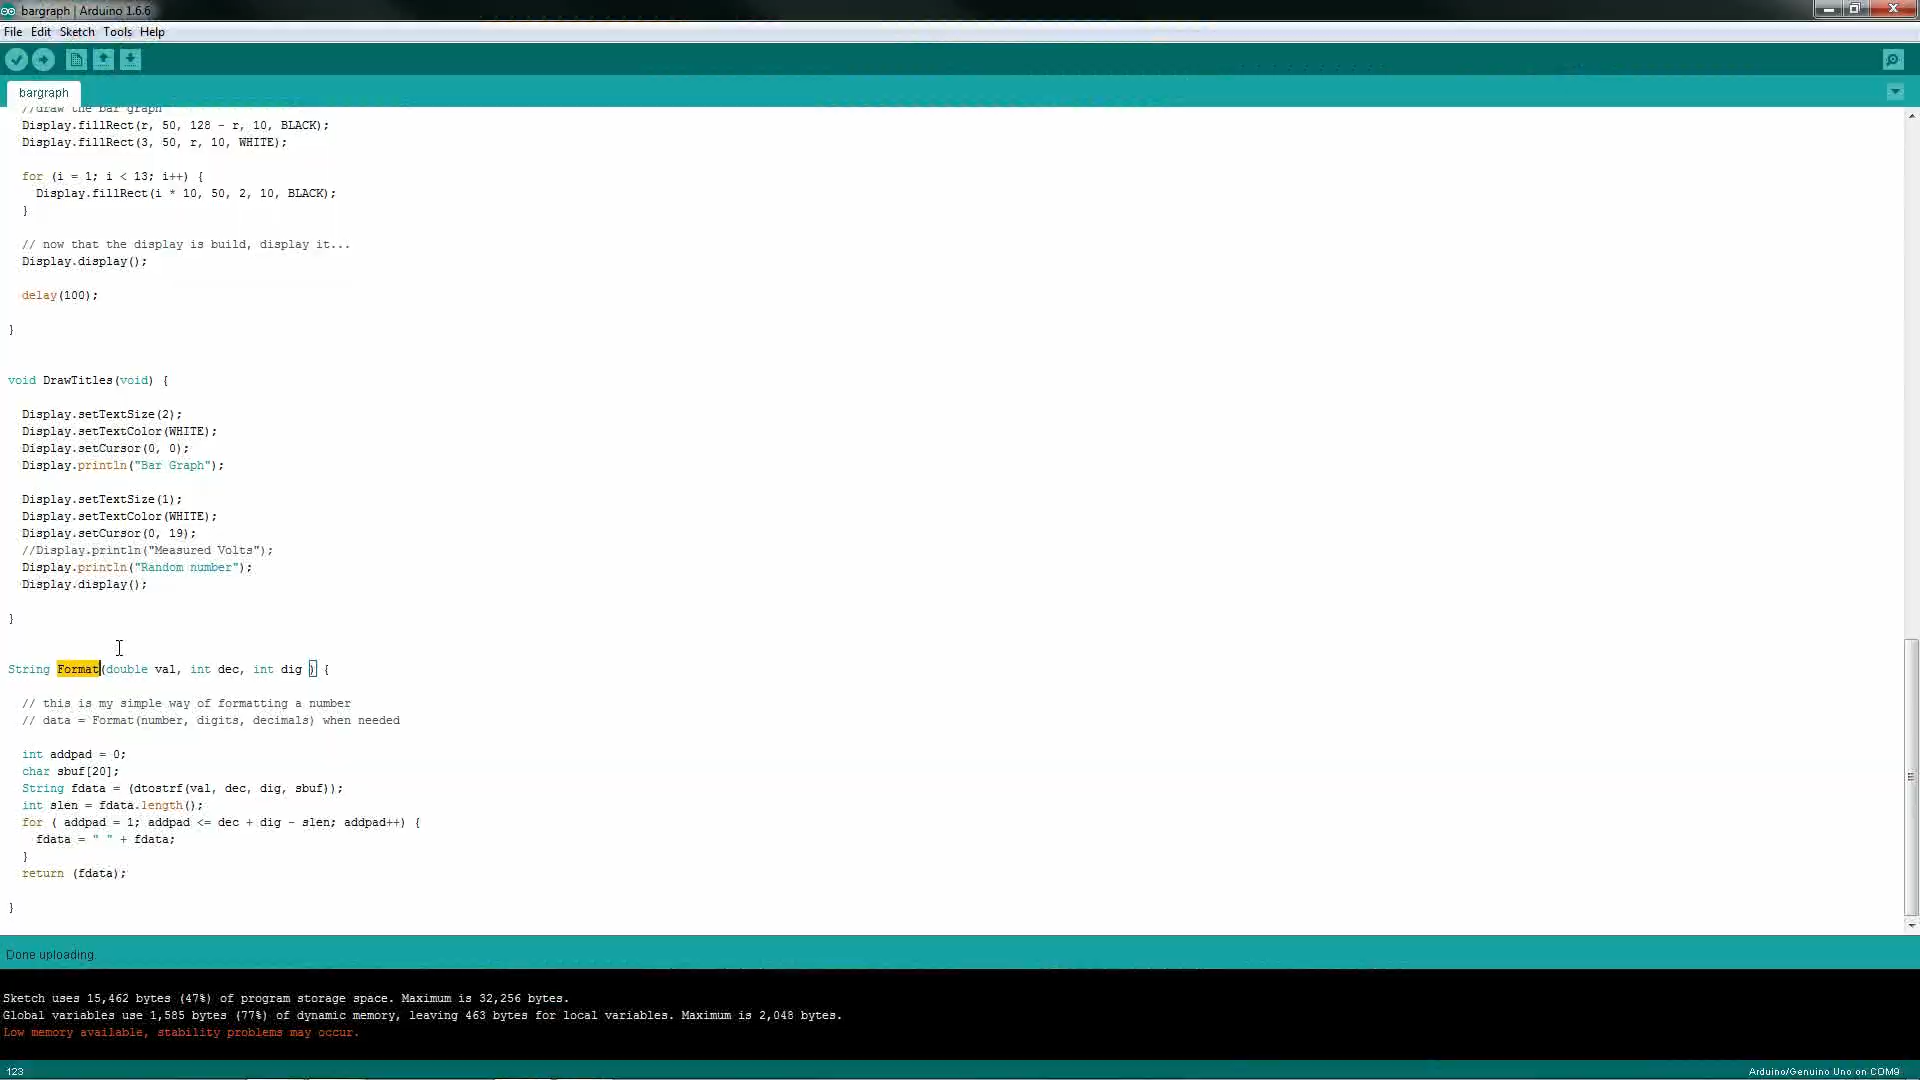 bargraph | Arduino 1.6.6
File Edit Sketch Tools Help
bargraph
//draw the bar graph
Display.fillRect(r, 50, 128 - r, 10, BLACK);
Display.fillRect(3, 50, r, 10, WHITE);
for (i = 1; i < 13; i++) {
Display.fillRect(i * 10, 50, 2, 10, BLACK);
}
// now that the display is build, display it...
Display.display();
delay(100);
}
void DrawTitles(void) {
Display.setTextSize(2);
Display.setTextColor(WHITE);
Display.setCursor(0, 0);
Display.println("Bar Graph");
Display.setTextSize(1);
Display.setTextColor(WHITE);
Display.setCursor(0, 19);
//Display.println("Measured Volts");
Display.println("Random number");
Display.display();
}
String Format(double val, int dec, int dig ) {
// this is my simple way of formatting a number
// data = Format(number, digits, decimals) when needed
int addpad = 0;
char sbuf[20];
String fdata = (dtostrf(val, dec, dig, sbuf));
int slen = fdata.length();
for ( addpad = 1; addpad <= dec + dig - slen; addpad++) {
fdata = " " + fdata;
}
return (fdata);
}
Done uploading.
Sketch uses 15,462 bytes (47%) of program storage space. Maximum is 32,256 bytes.
Global variables use 1,585 bytes (77%) of dynamic memory, leaving 463 bytes for local variables. Maximum is 2,048 bytes.
Low memory available, stability problems may occur.
123 Arduino/Genuino Uno on COM9